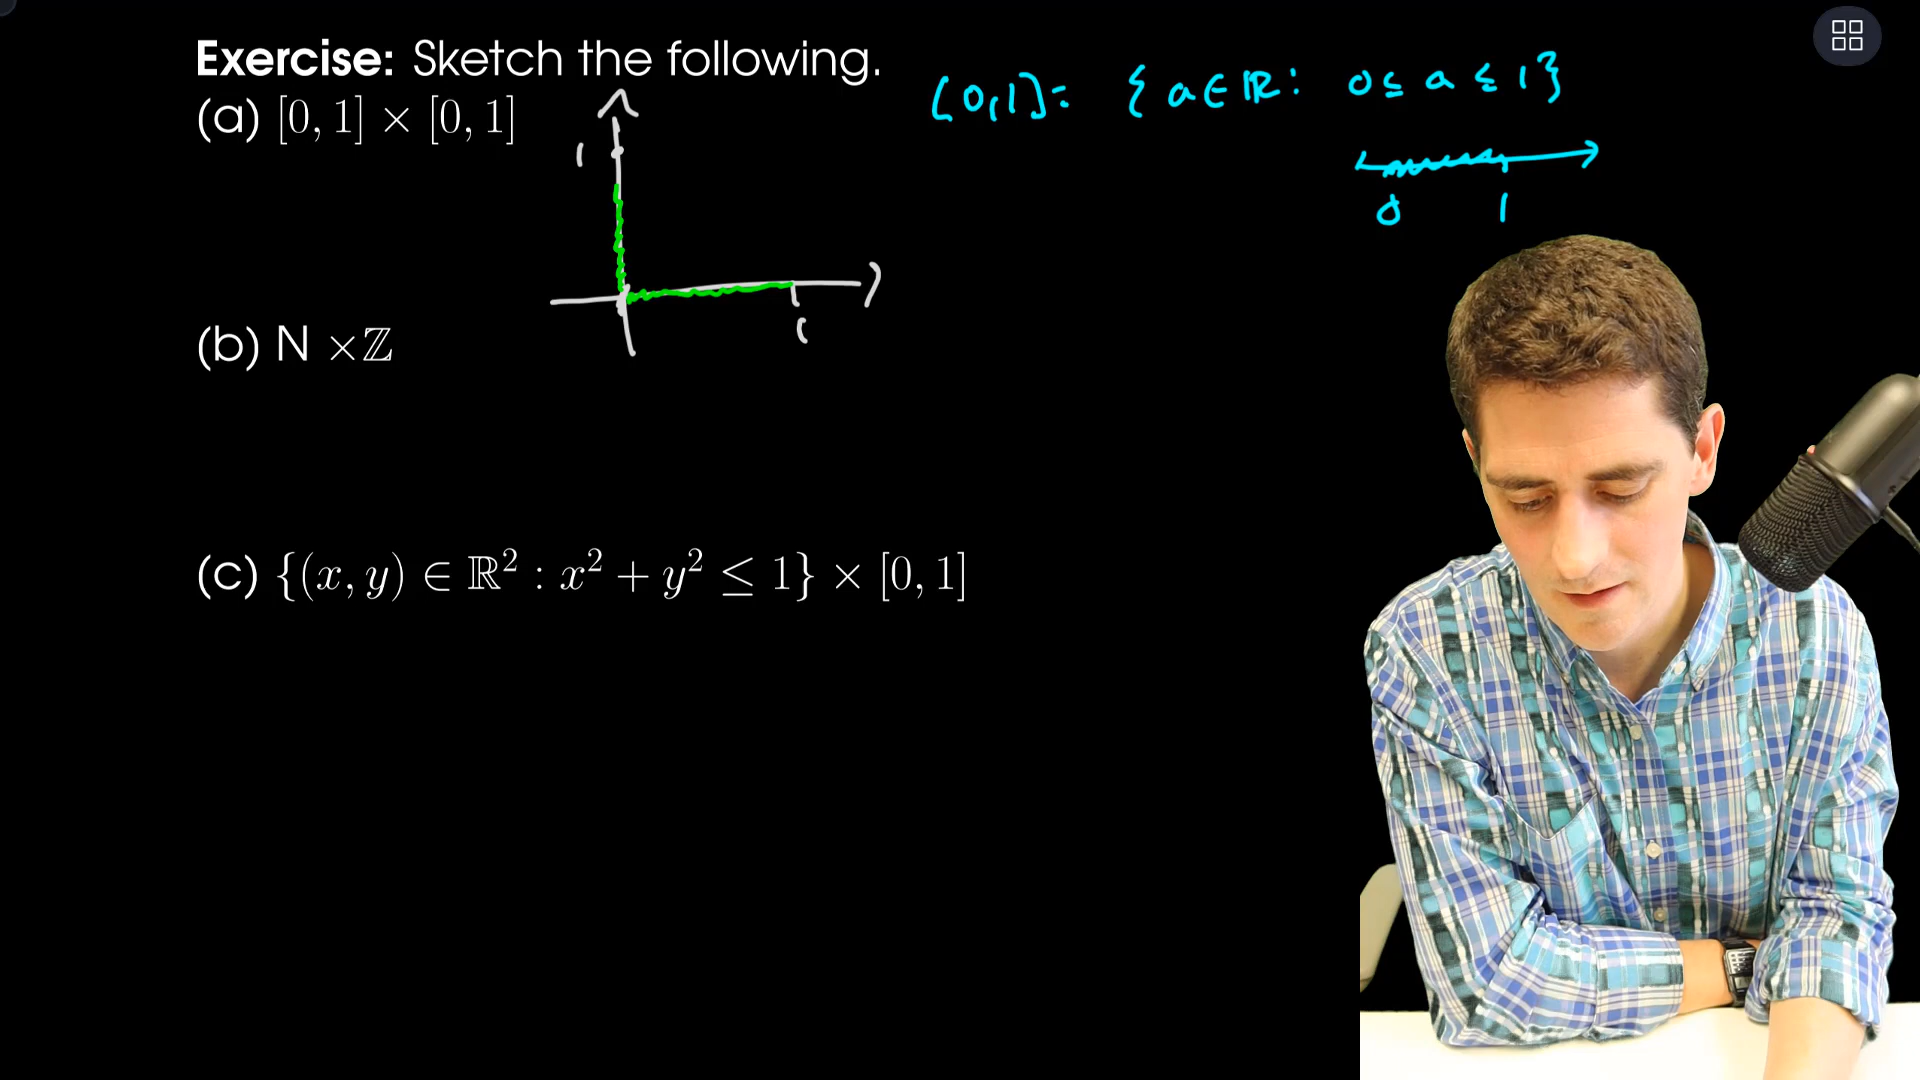 Exercise: Sketch the following.
[0,1]= {a∈ℝ: 0≤a≤1}
(a) [0, 1] × [0, 1]
1
0 1
1
(b) N ×ℤ
(c) {(x, y) ∈ ℝ² : x² + y² ≤ 1} × [0, 1]